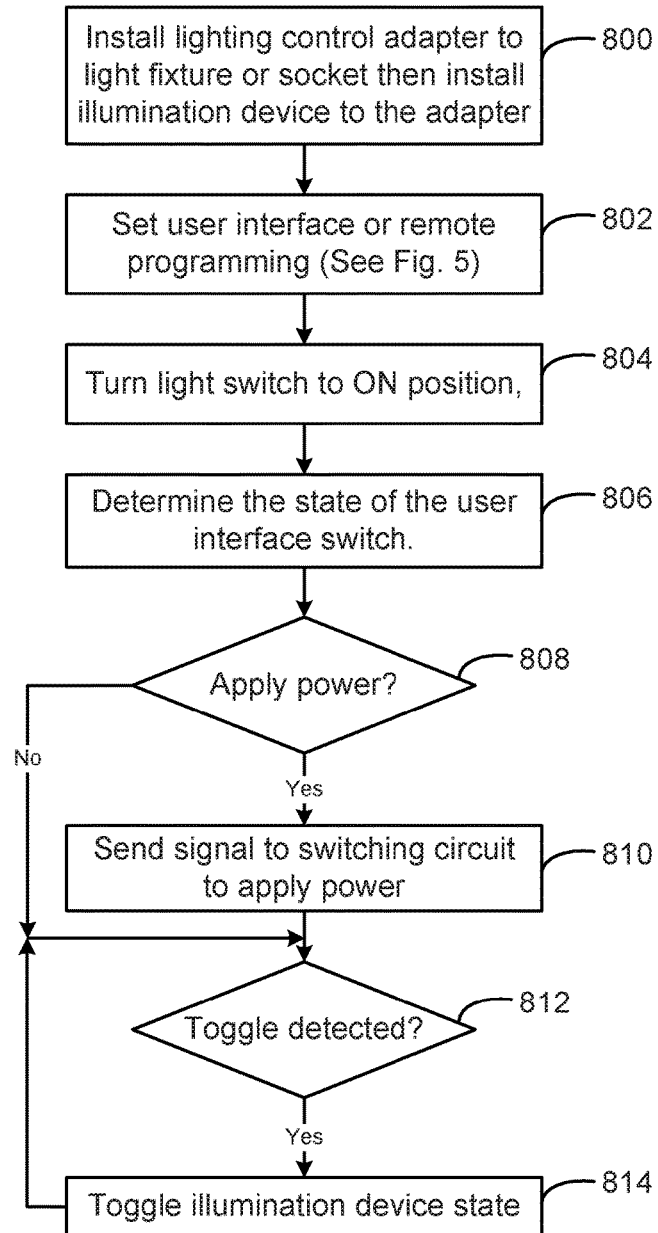 Install lighting control adapter to
light fixture or socket then install
illumination device to the adapter
800
Set user interface or remote
programming (See Fig. 5)
802
Turn light switch to ON position,
804
Determine the state of the user
interface switch.
806
Apply power?
808
No
Yes
Send signal to switching circuit
to apply power
810
Toggle detected?
812
Yes
Toggle illumination device state
814